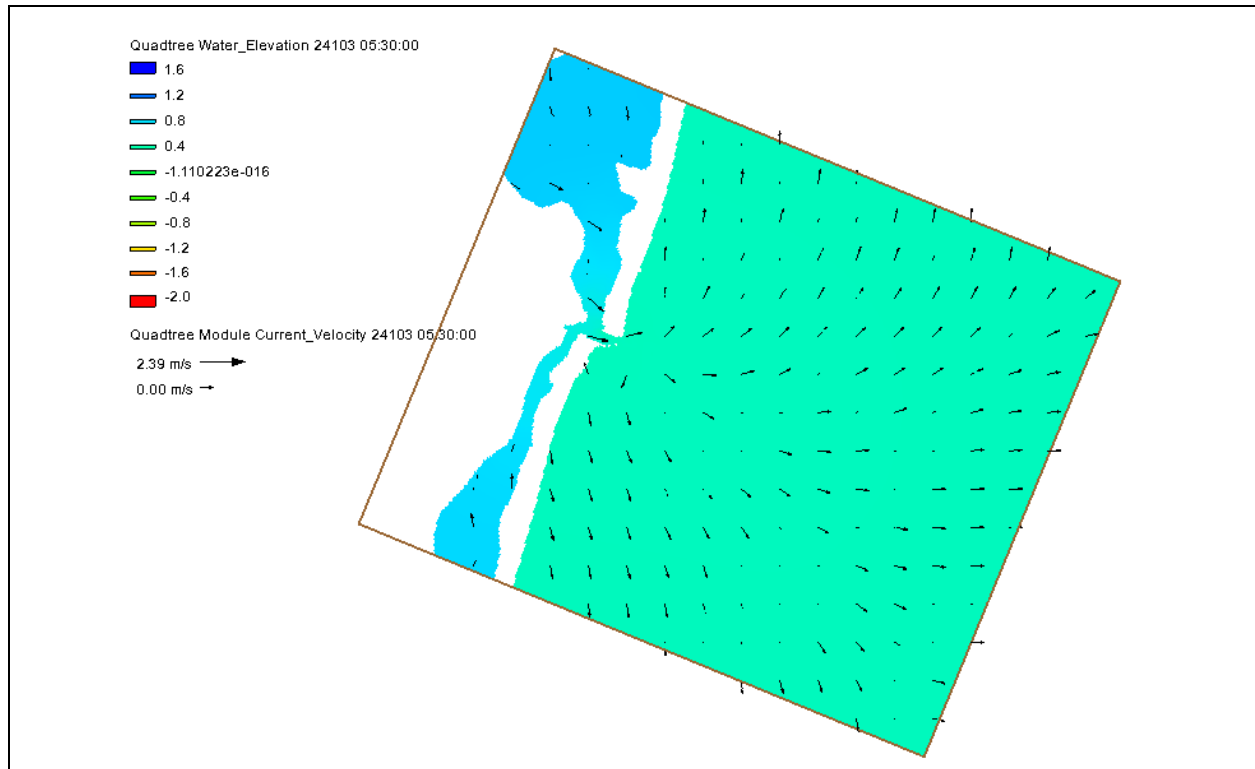 Quadtree Water_Elevation 24103 05:30:00
1.6
1.2
0.8
0.4
-1.110223e-016
-0.4
-0.8
-1.2
-1.6
-2.0
Quadtree Module Current_Velocity 24103 05:30:00
2.39 m/s
0.00 m/s